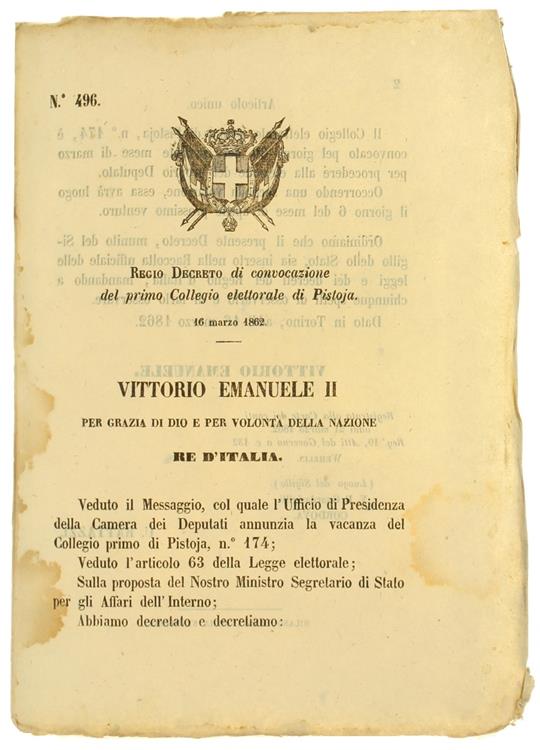 N.° 496.
REGIO DECRETO di convocazione
del primo Collegio elettorale di Pistoja.
16 marzo 1862.
VITTORIO EMANUELE II
PER GRAZIA DI DIO E PER VOLONTÀ DELLA NAZIONE
RE D'ITALIA.
Veduto il Messaggio, col quale l'Ufficio di Presidenza
della Camera dei Deputati annunzia la vacanza del
Collegio primo di Pistoja, n.° 174;
Veduto l'articolo 63 della Legge elettorale;
Sulla proposta del Nostro Ministro Segretario di Stato
per gli Affari dell'Interno;
Abbiamo decretato e decretiamo: